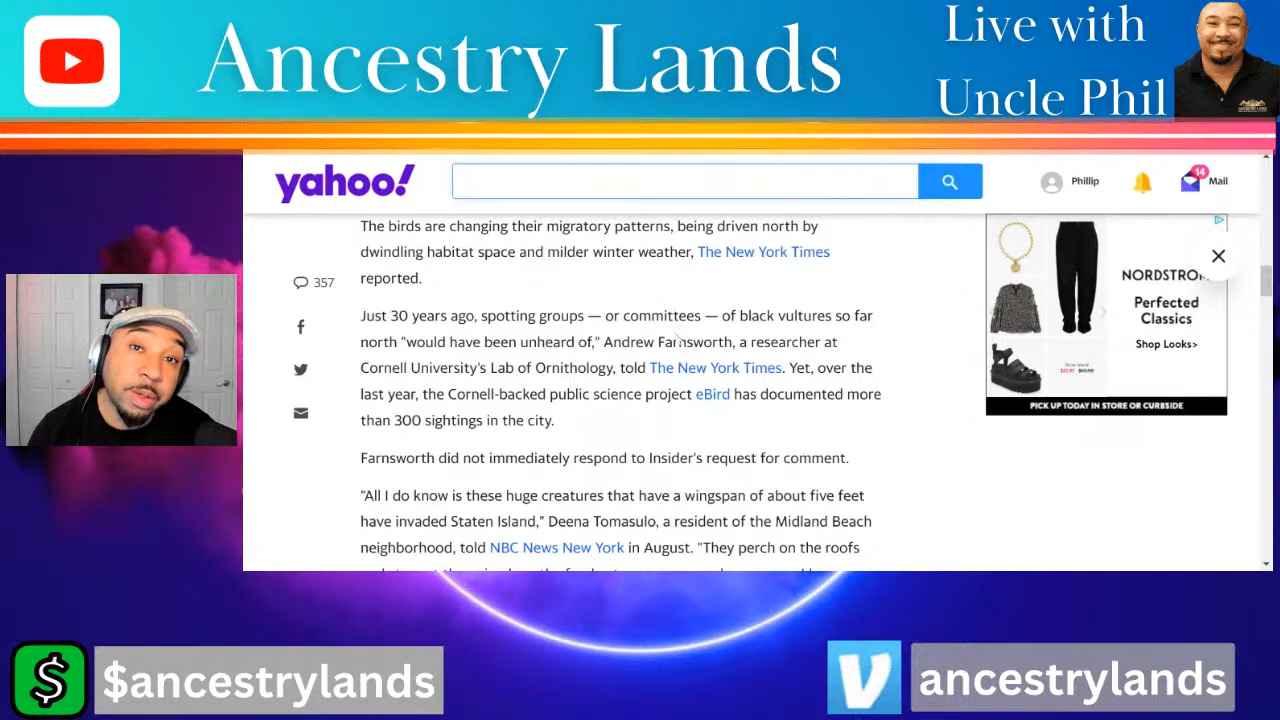 Ancestry Lands
Live with
Uncle Phil
yahoo!
Phillip
14
Mail
The birds are changing their migratory patterns, being driven north by
dwindling habitat space and milder winter weather, The New York Times
reported.
357
Just 30 years ago, spotting groups — or committees — of black vultures so far
north "would have been unheard of," Andrew Farnsworth, a researcher at
Cornell University's Lab of Ornithology, told The New York Times. Yet, over the
last year, the Cornell-backed public science project eBird has documented more
than 300 sightings in the city.
Farnsworth did not immediately respond to Insider's request for comment.
"All I do know is these huge creatures that have a wingspan of about five feet
have invaded Staten Island," Deena Tomasulo, a resident of the Midland Beach
neighborhood, told NBC News New York in August. "They perch on the roofs
NORDSTROM
Perfected
Classics
Shop Looks>
PICK UP TODAY IN STORE OR CURBSIDE
$ancestrylands
ancestrylands